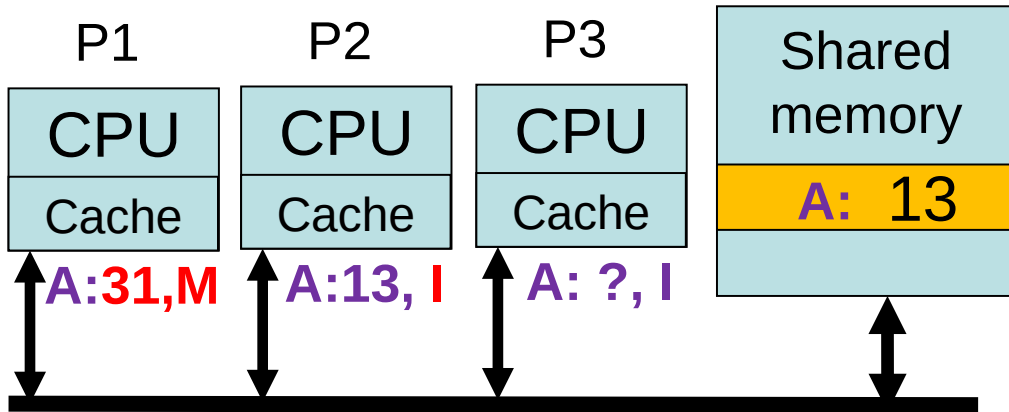 P1
P2
P3
CPU
CPU
CPU
Cache
Cache
Cache
A:31,M
A:13, I
A: ?, I
Shared
memory
A: 13